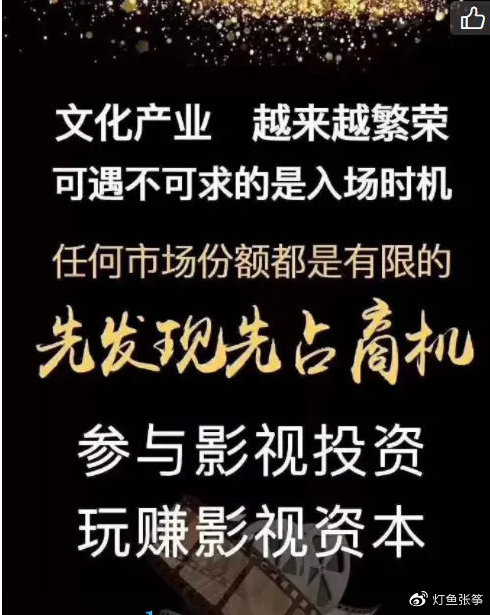 文化产业 越来越繁荣
可遇不可求的是入场时机
任何市场份额都是有限的
先发现先占商机
参与影视投资
玩赚影视资本
灯鱼张筝